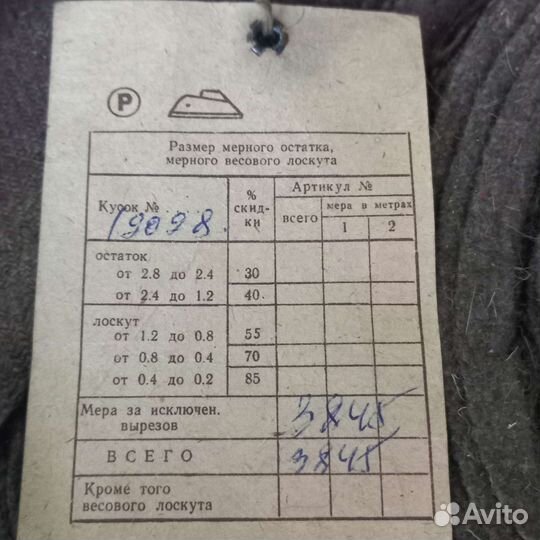 P
Размер мерного остатка,
мерного весового лоскута
Кусок №
19098.
%
скид-
ки
Артикул №
всего
мера в метрах
1 2
остаток
от 2.8 до 2.4 30
от 2.4 до 1.2 40.
лоскут
от 1.2 до 0.8 55
от 0.8 до 0.4 70
от 0.4 до 0.2 85
Мера за исключен.
вырезов
3845
ВСЕГО 3845
Кроме того
весового лоскута
Avito